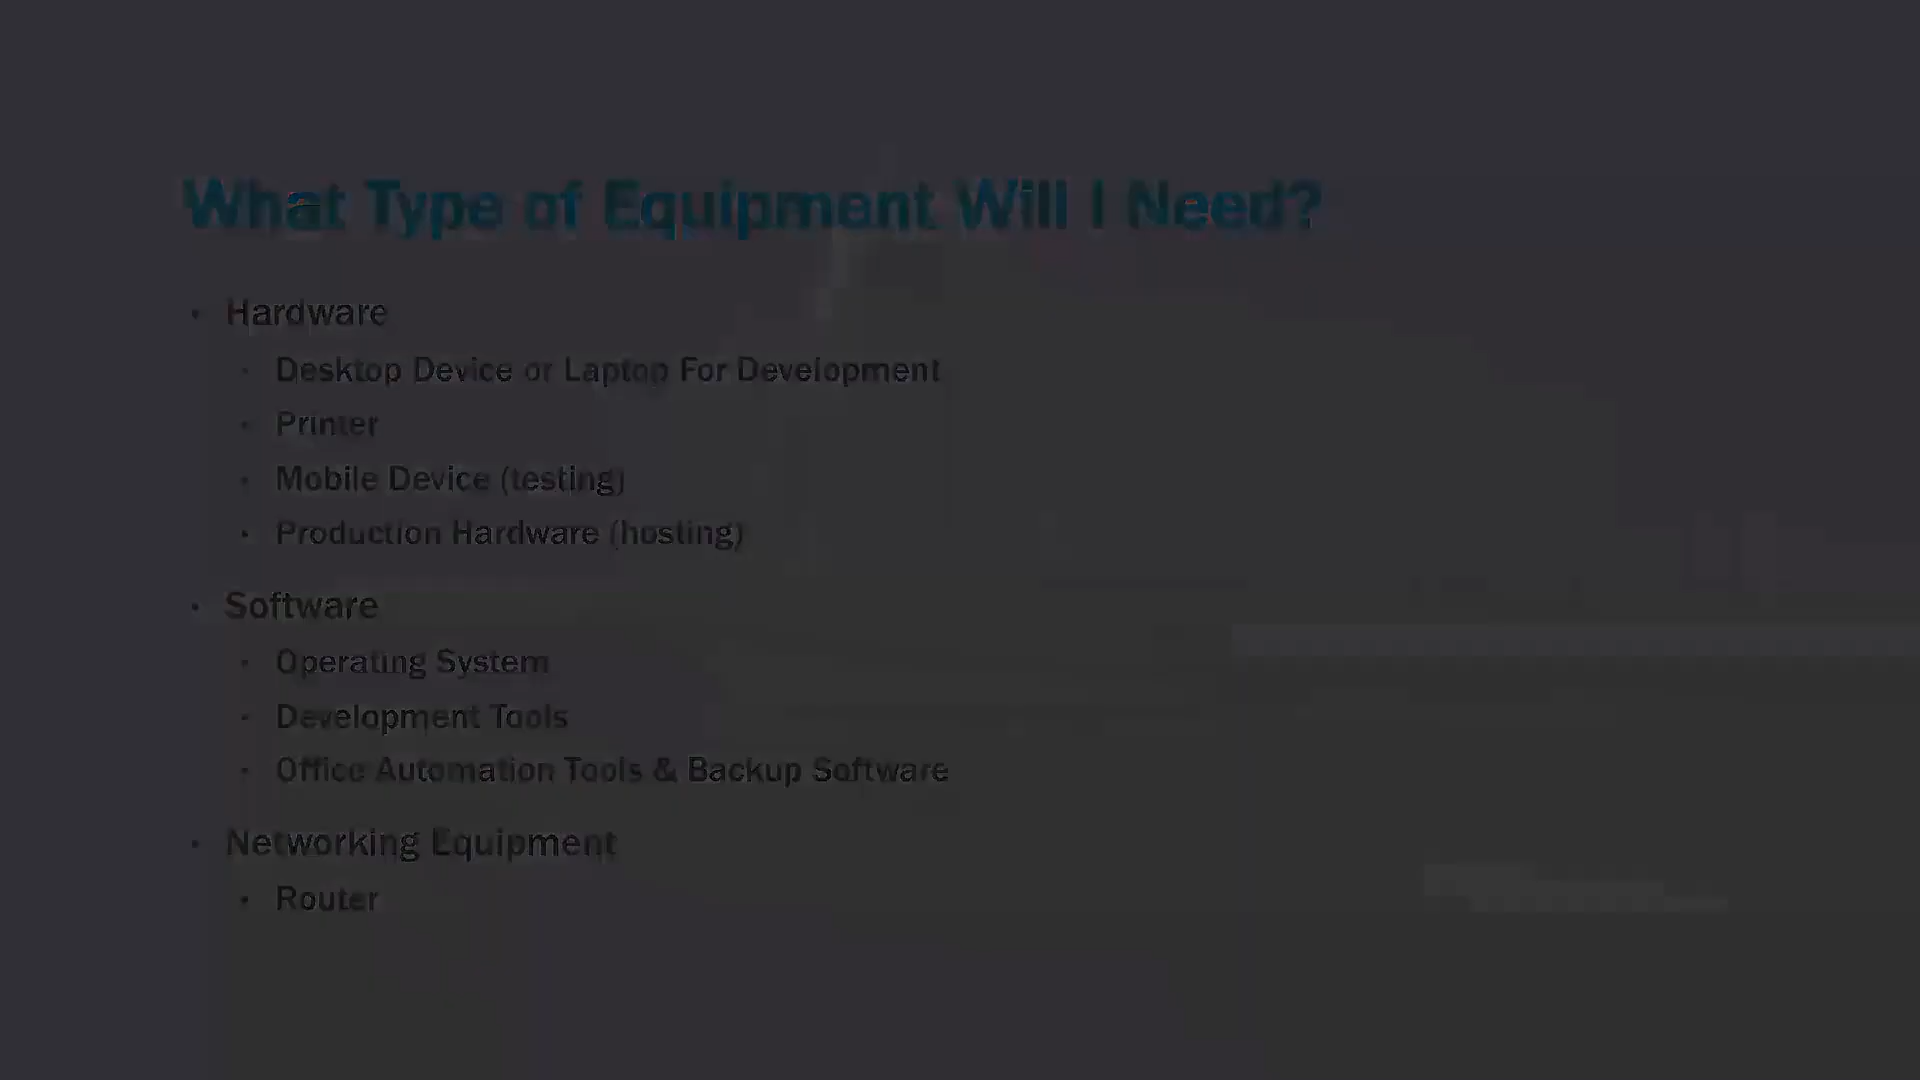 What Type of Equipment Will I Need?
• Hardware
• Desktop Device or Laptop For Development
• Printer
• Mobile Device (testing)
• Production Hardware (hosting)
• Software
• Operating System
• Development Tools
• Office Automation Tools & Backup Software
• Networking Equipment
• Router